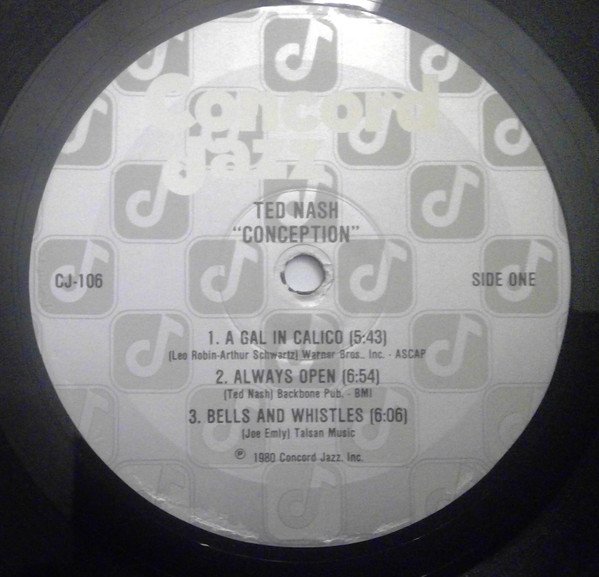 Concord
jazz
TED NASH
"CONCEPTION"
CJ-106
SIDE ONE
1. A GAL IN CALICO (5:43)
(Leo Robin-Arthur Schwartz) Warner Bros., Inc. - ASCAP
2. ALWAYS OPEN (6:54)
(Ted Nash) Backbone Pub. - BMI
3. BELLS AND WHISTLES (6:06)
(Joe Emly) Taisan Music
℗ 1980 Concord Jazz, Inc.